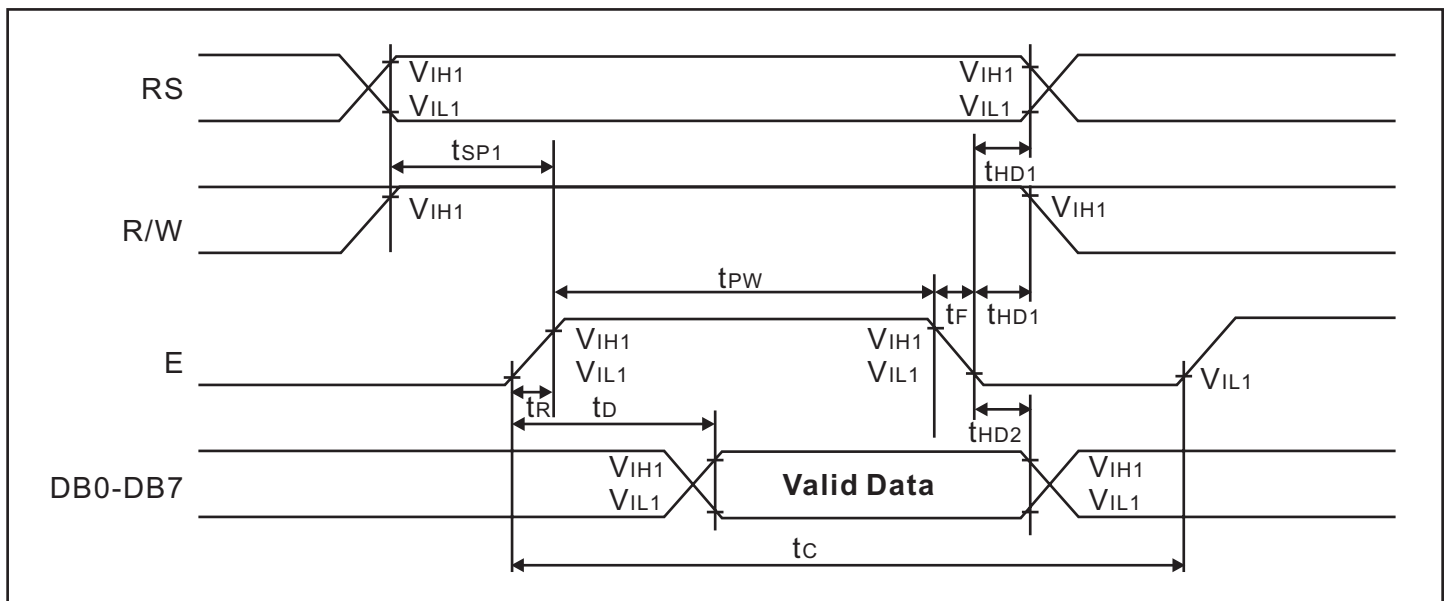 RS
VIH1
VIL1
VIH1
VIL1
tSP1
tHD1
R/W
VIH1
VIH1
tPW
tF
tHD1
E
VIH1
VIL1
VIH1
VIL1
VIL1
tR
tD
tHD2
DB0-DB7
VIH1
VIL1
Valid Data
VIH1
VIL1
tC